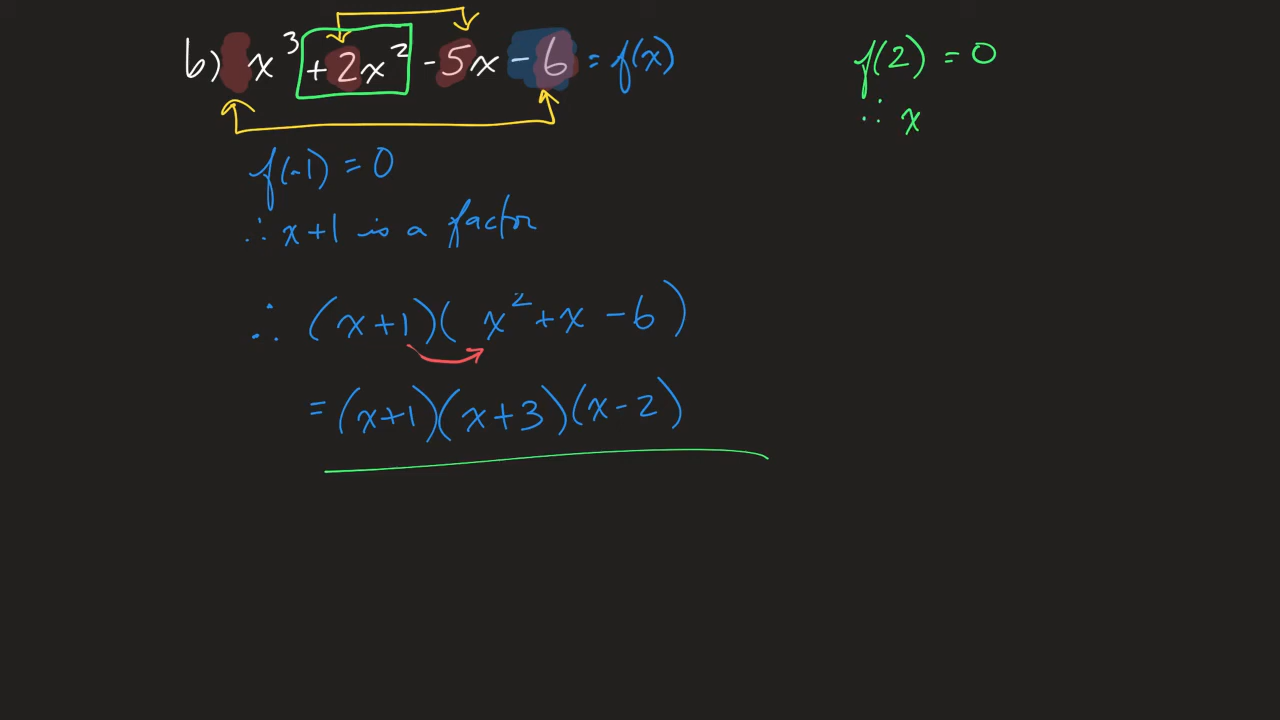 b) x³ + 2x² - 5x - 6 = f(x)
f(-1) = 0
∴ x + 1 is a factor
∴ (x + 1)( x² + x - 6 )
= (x + 1)(x + 3)(x - 2)
f(2) = 0
∴ x